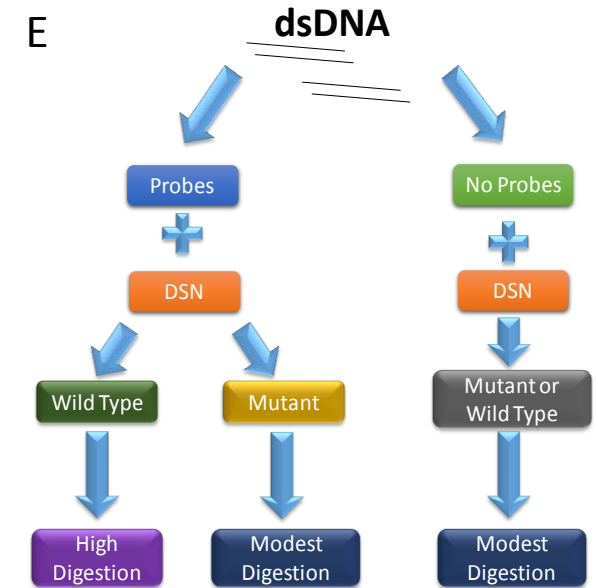 E
dsDNA
Probes
No Probes
DSN
DSN
Wild Type
Mutant
Mutant or
Wild Type
High
Digestion
Modest
Digestion
Modest
Digestion